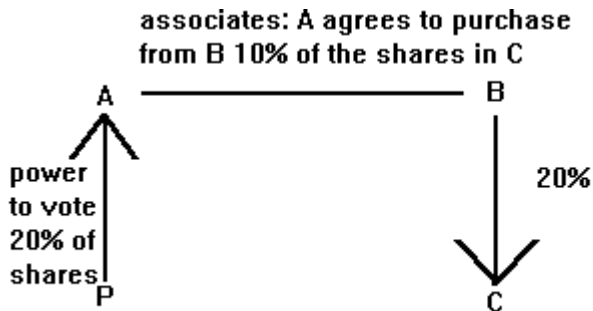 associates: A agrees to purchase
from B 10% of the shares in C
A
B
power
to vote
20% of
shares
20%
P
C